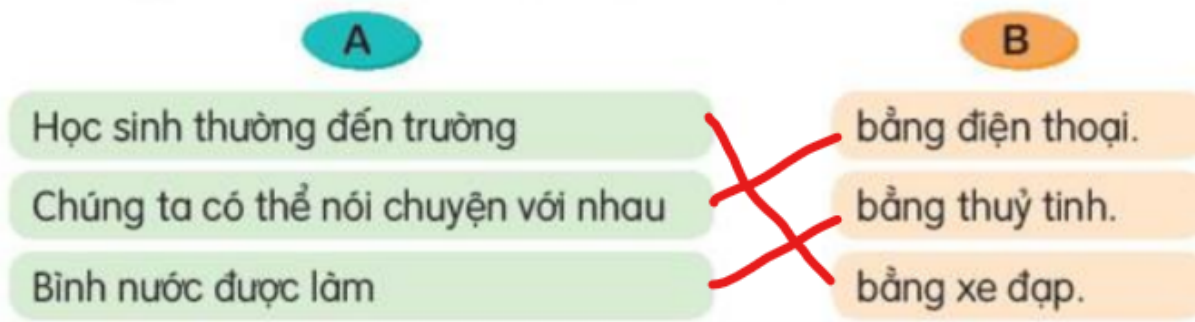 A
B
Học sinh thường đến trường
bằng điện thoại.
Chúng ta có thể nói chuyện với nhau
bằng thuỷ tinh.
Bình nước được làm
bằng xe đạp.